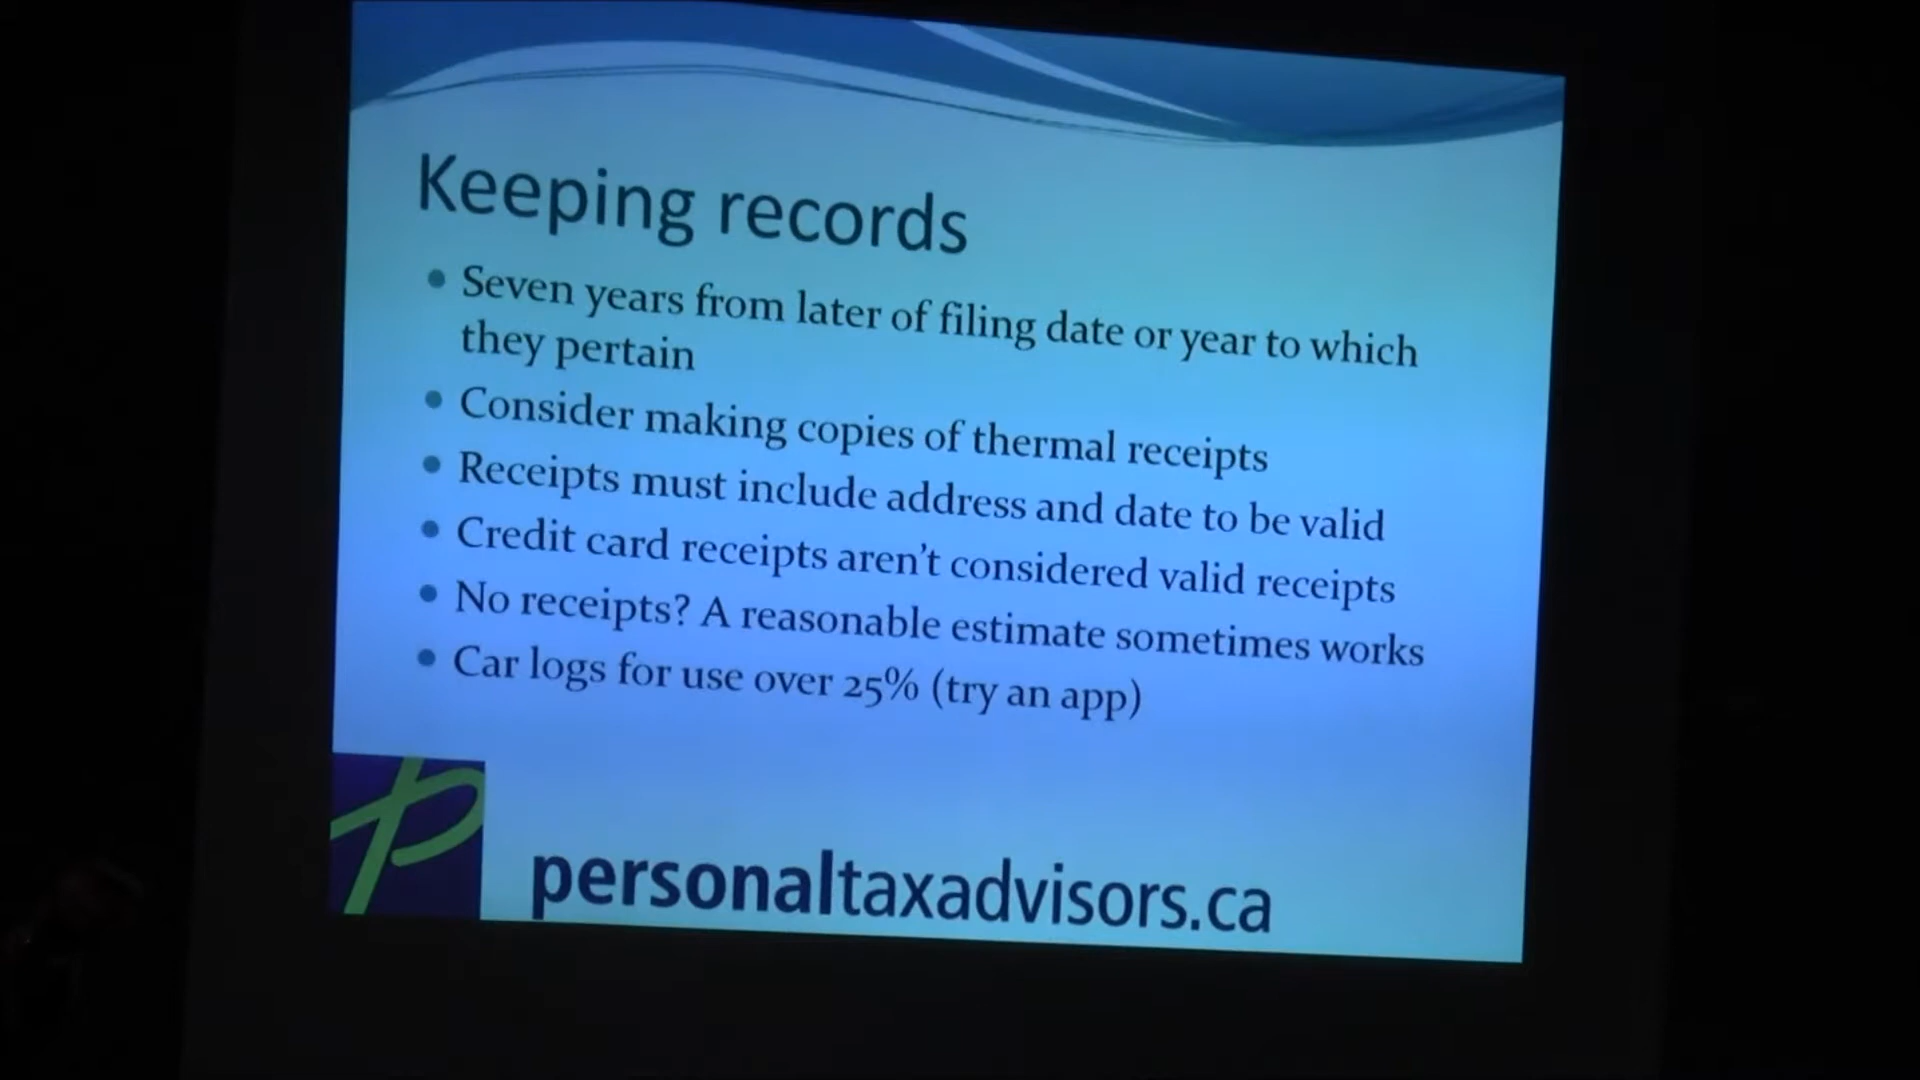 Keeping records
• Seven years from later of filing date or year to which
they pertain
• Consider making copies of thermal receipts
• Receipts must include address and date to be valid
• Credit card receipts aren't considered valid receipts
• No receipts? A reasonable estimate sometimes works
• Car logs for use over 25% (try an app)
personaltaxadvisors.ca